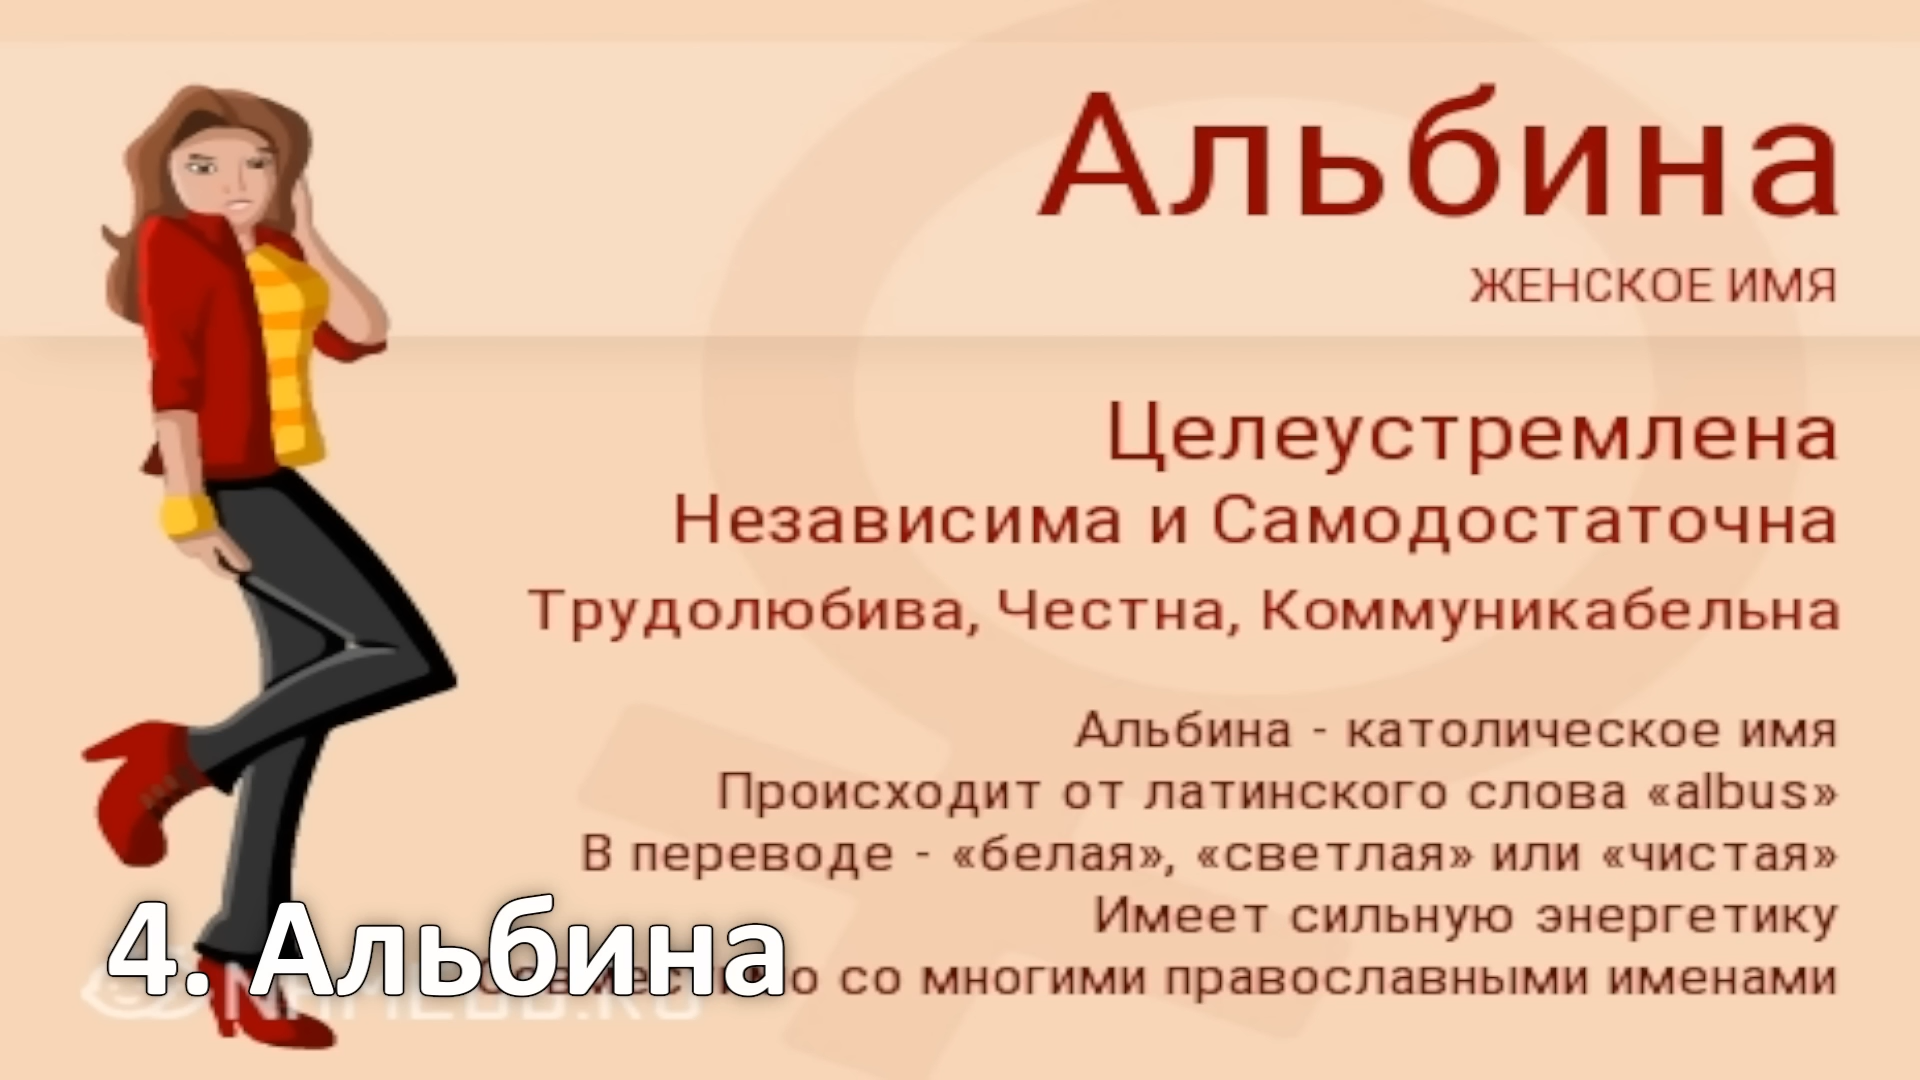 Альбина
ЖЕНСКОЕ ИМЯ
Целеустремлена
Независима и Самодостаточна
Трудолюбива, Честна, Коммуникабельна
Альбина - католическое имя
Происходит от латинского слова «albus»
В переводе - «белая», «светлая» или «чистая»
Имеет сильную энергетику
со многими православными именами
4. Альбина